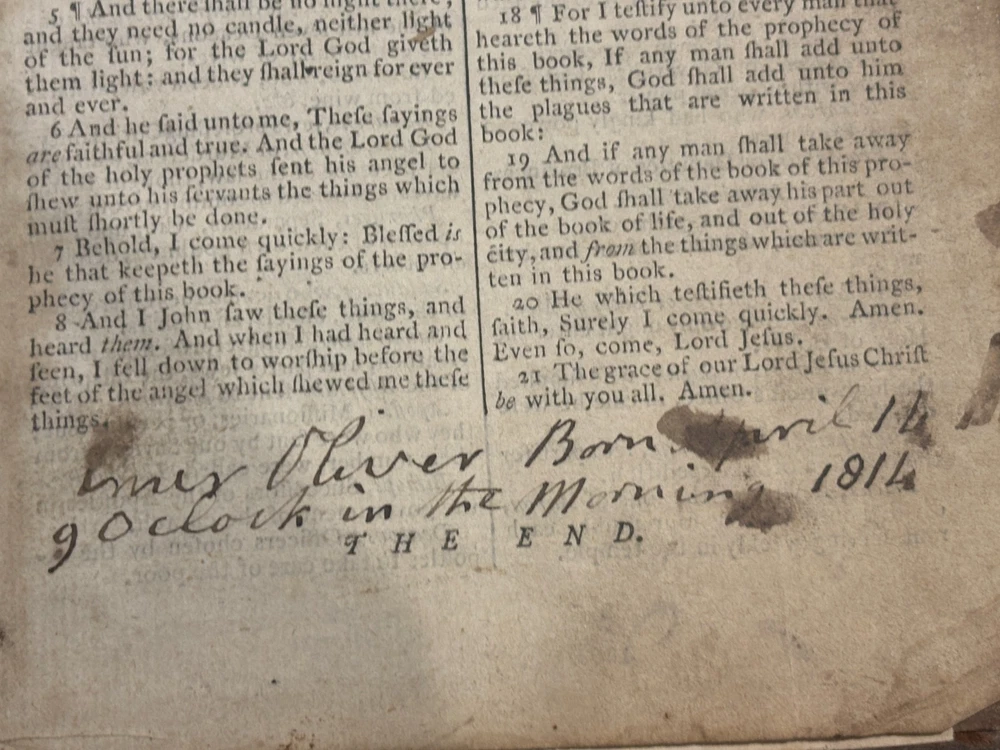 5 ¶ And there shall be no night there;
and they need no candle, neither light
of the ſun; for the Lord God giveth
them light: and they ſhall reign for ever
and ever.
6 And he ſaid unto me, Theſe ſayings
are faithful and true. And the Lord God
of the holy prophets ſent his angel to
ſhew unto his ſervants the things which
muſt ſhortly be done.
7 Behold, I come quickly: Bleſſed is
he that keepeth the ſayings of the pro-
phecy of this book.
8 And I John ſaw theſe things, and
heard them. And when I had heard and
ſeen, I fell down to worſhip before the
feet of the angel which ſhewed me theſe
things.
18 ¶ For I teſtify unto every man that
heareth the words of the prophecy of
this book, If any man ſhall add unto
theſe things, God ſhall add unto him
the plagues that are written in this
book:
19 And if any man ſhall take away
from the words of the book of this pro-
phecy, God ſhall take away his part out
of the book of life, and out of the holy
city, and from the things which are writ-
ten in this book.
20 He which teſtifieth theſe things,
ſaith, Surely I come quickly. Amen.
Even ſo, come, Lord Jeſus.
21 The grace of our Lord Jeſus Chriſt
be with you all. Amen.
Oliver Born April 14
9 Oclock in the Morning 1814
THE END.